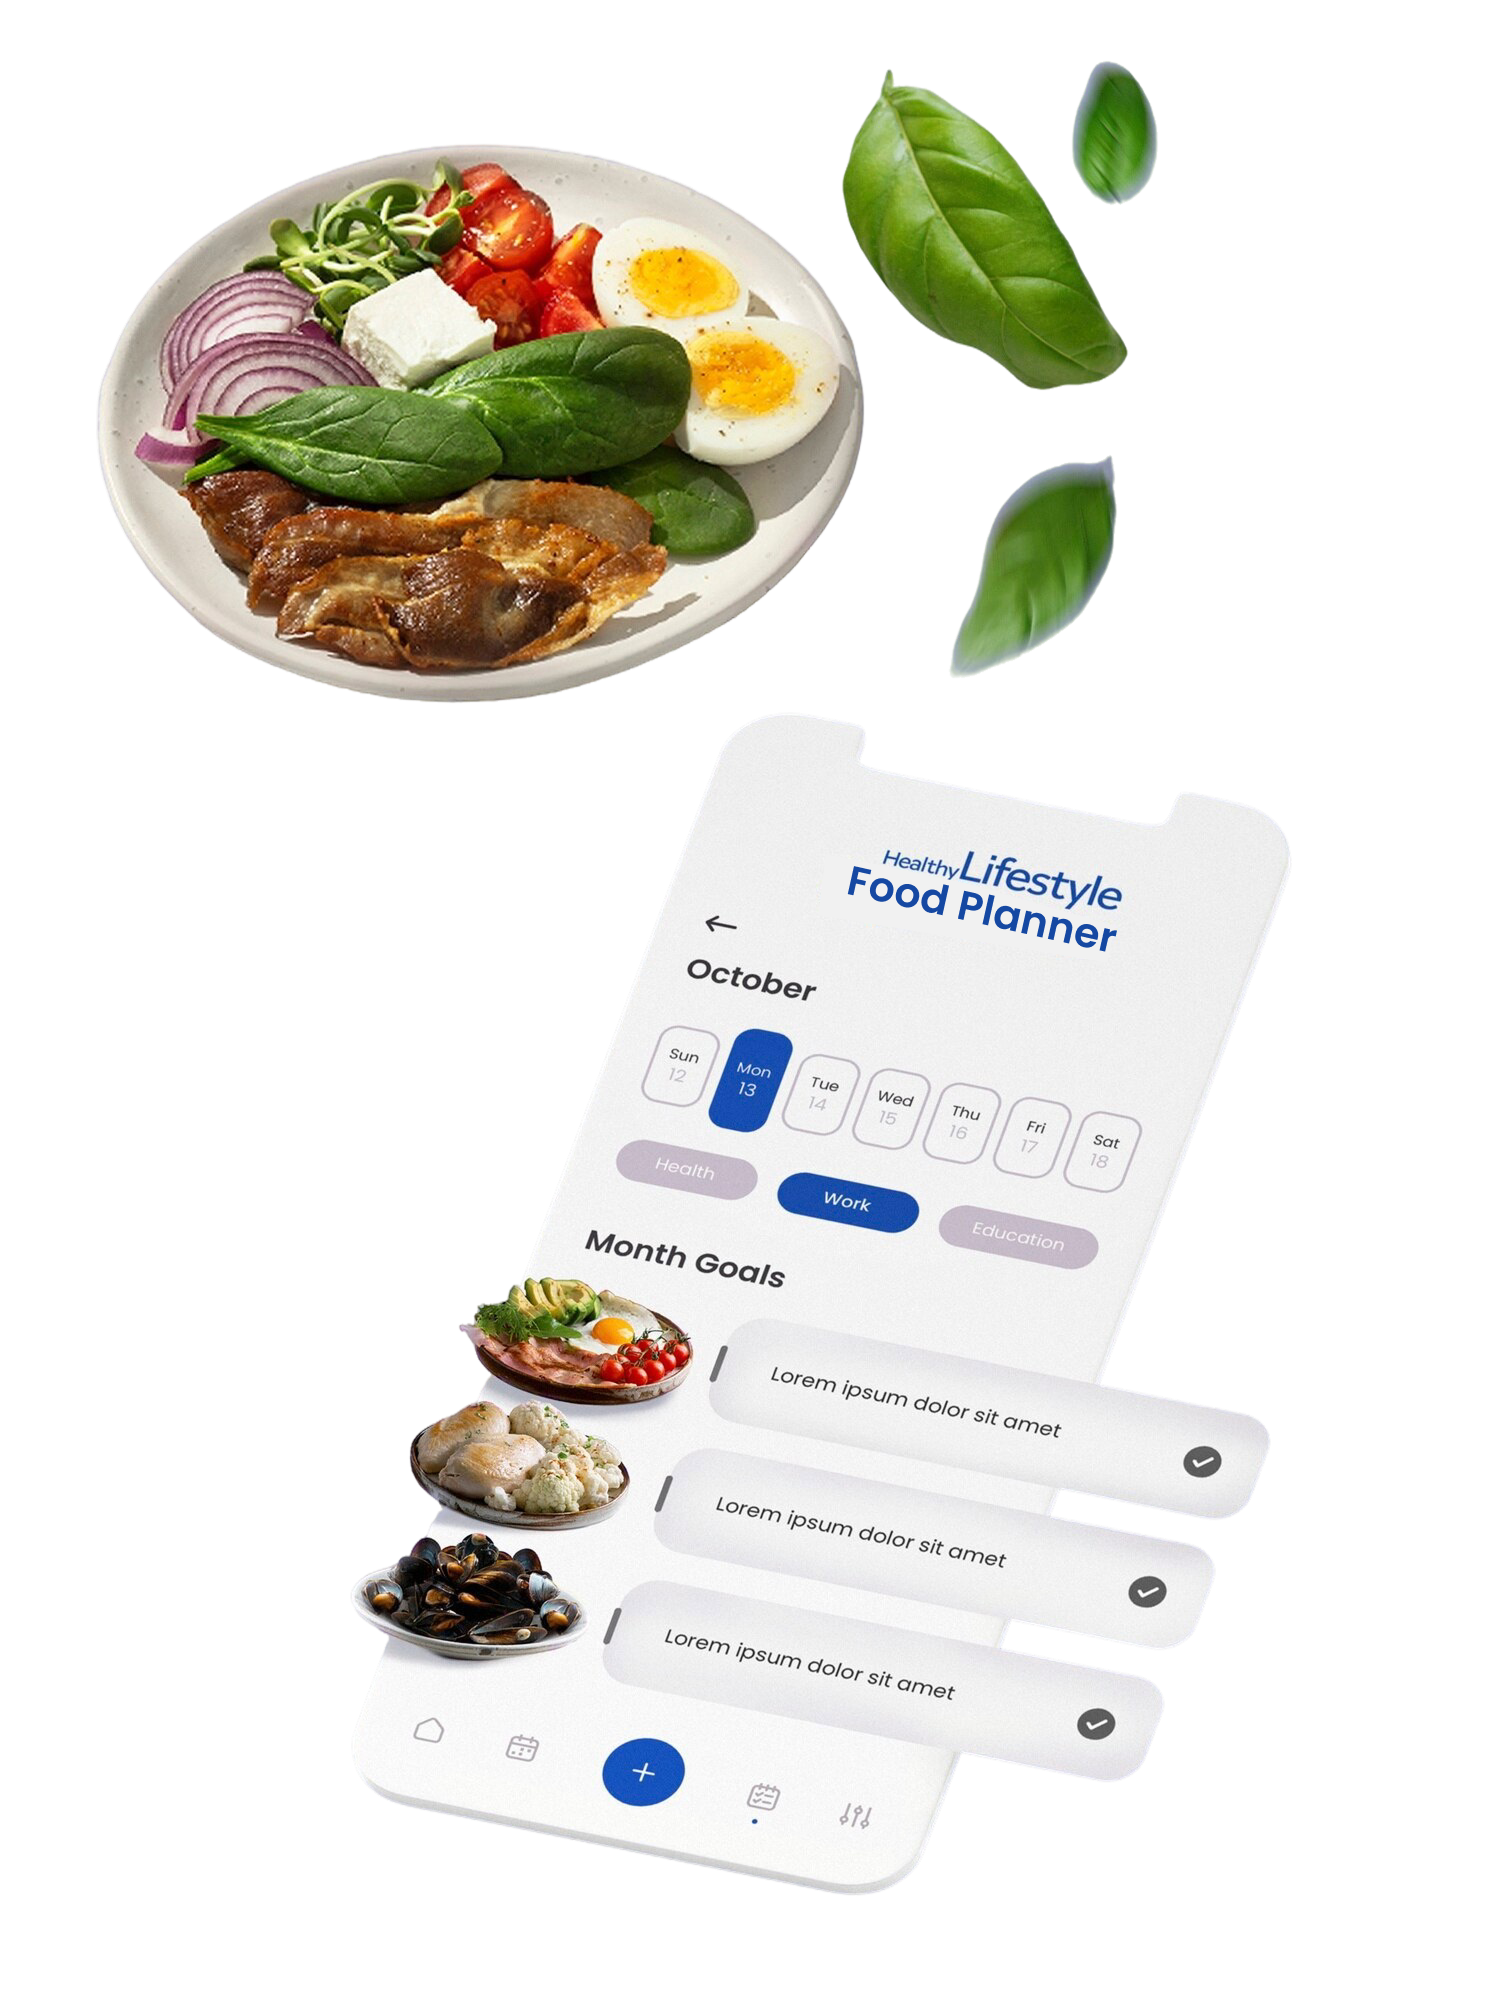 Healthy Lifestyle
Food Planner
October
Sun Mon Tue Wed Thu Fri Sat
12 13 14 15 16 17 18
Health Work Education
Month Goals
Lorem ipsum dolor sit amet
Lorem ipsum dolor sit amet
Lorem ipsum dolor sit amet